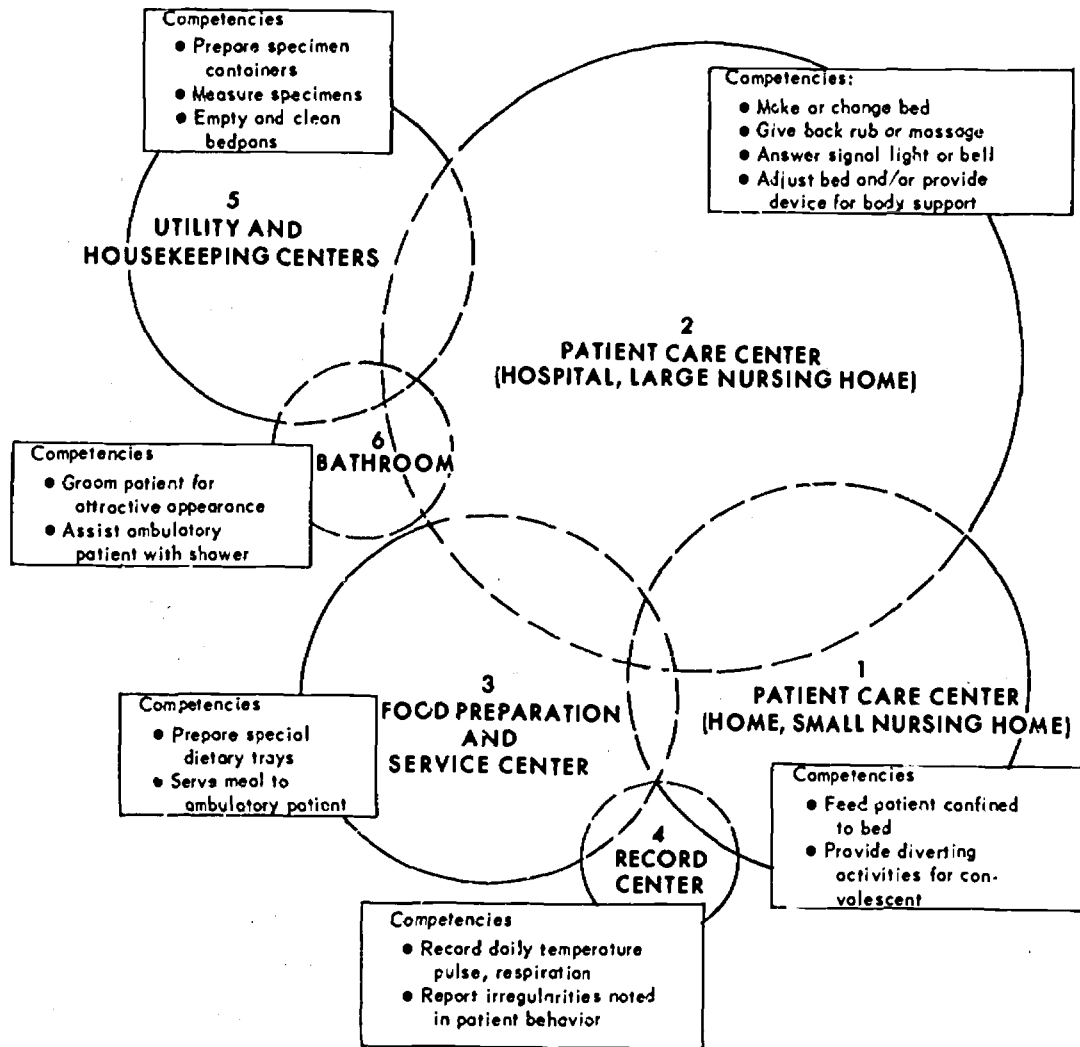 Competencies
● Prepare specimen
containers
● Measure specimens
● Empty and clean
bedpans
Competencies:
● Make or change bed
● Give back rub or massage
● Answer signal light or bell
● Adjust bed and/or provide
device for body support
5
UTILITY AND
HOUSEKEEPING CENTERS
2
PATIENT CARE CENTER
(HOSPITAL, LARGE NURSING HOME)
6
BATHROOM
Competencies
● Groom patient for
attractive appearance
● Assist ambulatory
patient with shower
3
FOOD PREPARATION
AND
SERVICE CENTER
1
PATIENT CARE CENTER
(HOME, SMALL NURSING HOME)
Competencies
● Prepare special
dietary trays
● Serve meal to
ambulatory patient
Competencies
● Feed patient confined
to bed
● Provide diverting
activities for con-
valescent
4
RECORD
CENTER
Competencies
● Record daily temperature
pulse, respiration
● Report irregularities noted
in patient behavior